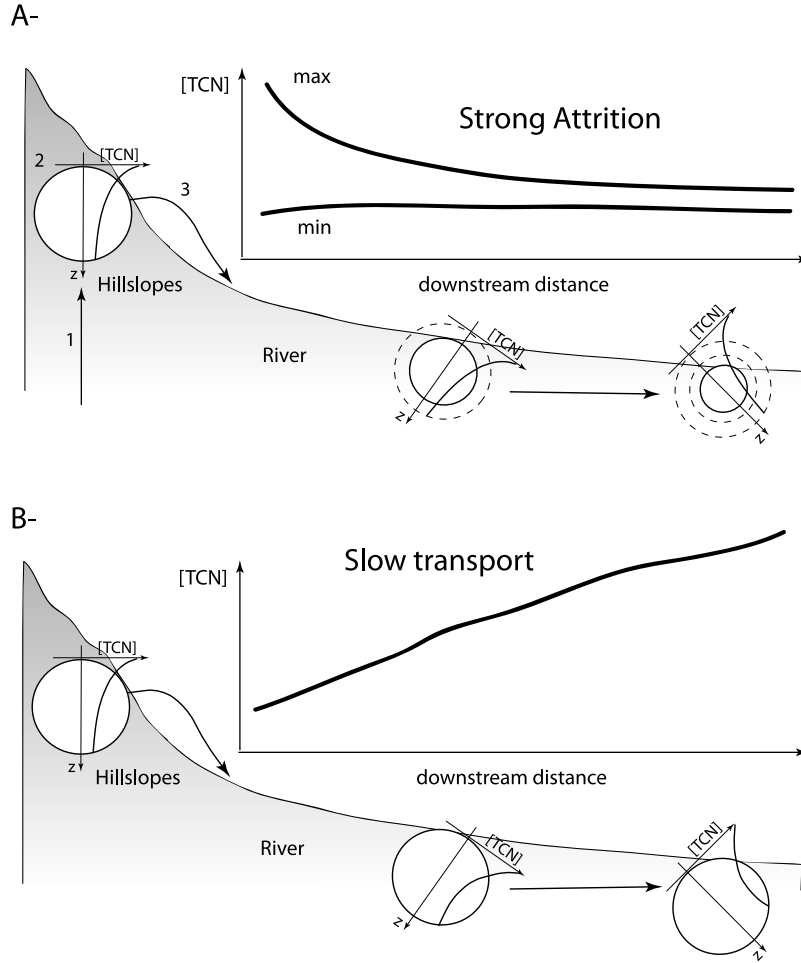 A-
[TCN]
max
Strong Attrition
2
[TCN]
3
min
z
Hillslopes
downstream distance
1
River
[TCN]
z
[TCN]
z
B-
[TCN]
Slow transport
[TCN]
z
Hillslopes
downstream distance
River
[TCN]
z
[TCN]
z